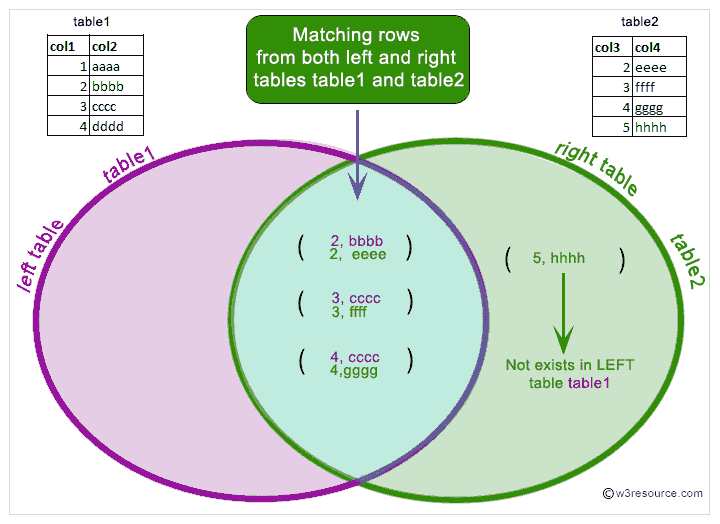 table1
col1 col2
1 aaaa
2 bbbb
3 cccc
4 dddd
Matching rows
from both left and right
tables table1 and table2
table2
col3 col4
2 eeee
3 ffff
4 gggg
5 hhhh
left table
table1
right table
table2
( 2, bbbb )
2, eeee
( 3, cccc )
3, ffff
( 4, cccc )
4,gggg
( 5, hhhh )
Not exists in LEFT
table table1
©w3resource.com